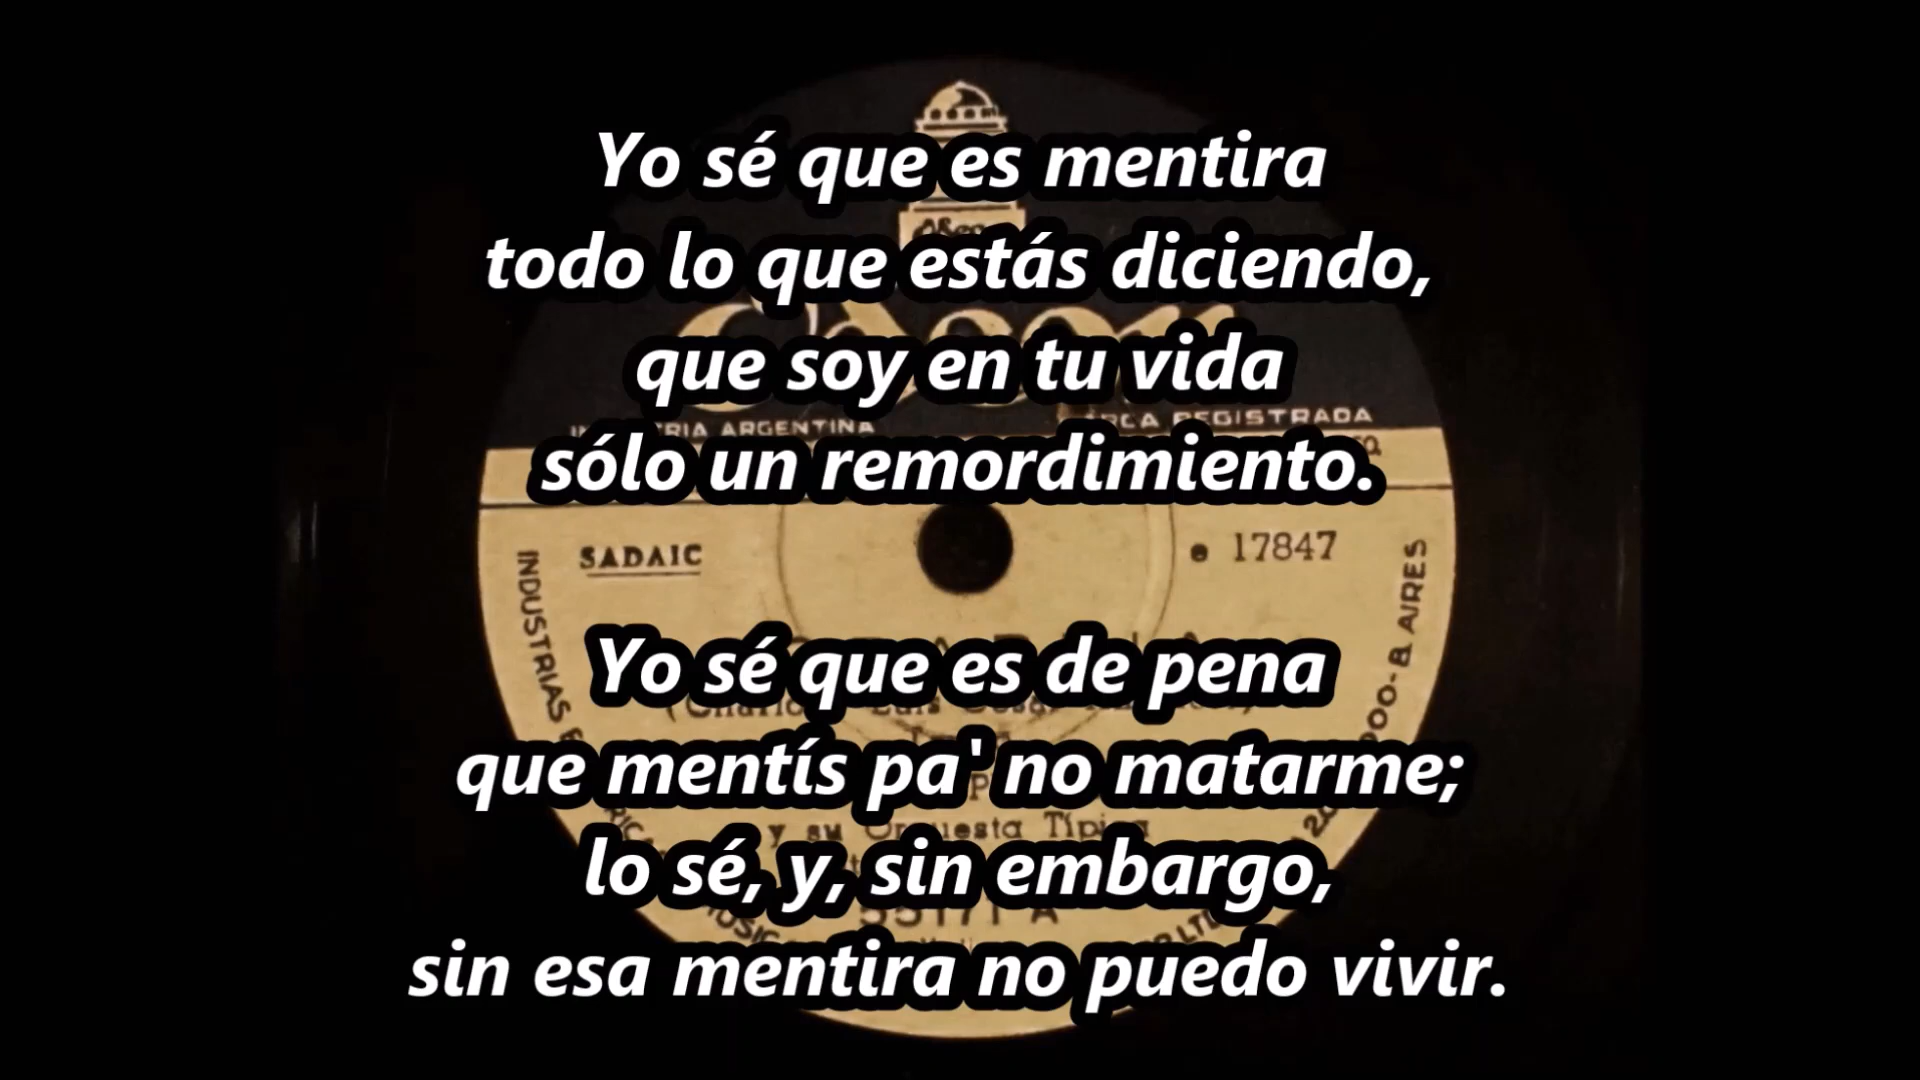 Yo sé que es mentira
todo lo que estás diciendo,
que soy en tu vida
sólo un remordimiento.
ARGENTINA
REGISTRADA
SADAIC
e 17847
INDUSTRIAS
AIRES
Yo sé que es de pena
que mentís pa' no matarme;
y su Orquesta Típica
lo sé, y, sin embargo,
sin esa mentira no puedo vivir.